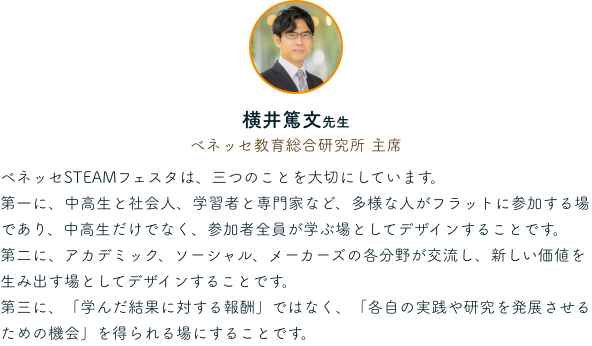 横井篤文先生
ベネッセ教育総合研究所 主席
ベネッセSTEAMフェスタは、三つのことを大切にしています。
第一に、中高生と社会人、学習者と専門家など、多様な人がフラットに参加する場
であり、中高生だけでなく、参加者全員が学ぶ場としてデザインすることです。
第二に、アカデミック、ソーシャル、メーカーズの各分野が交流し、新しい価値を
生み出す場としてデザインすることです。
第三に、「学んだ結果に対する報酬」ではなく、「各自の実践や研究を発展させる
ための機会」を得られる場にすることです。